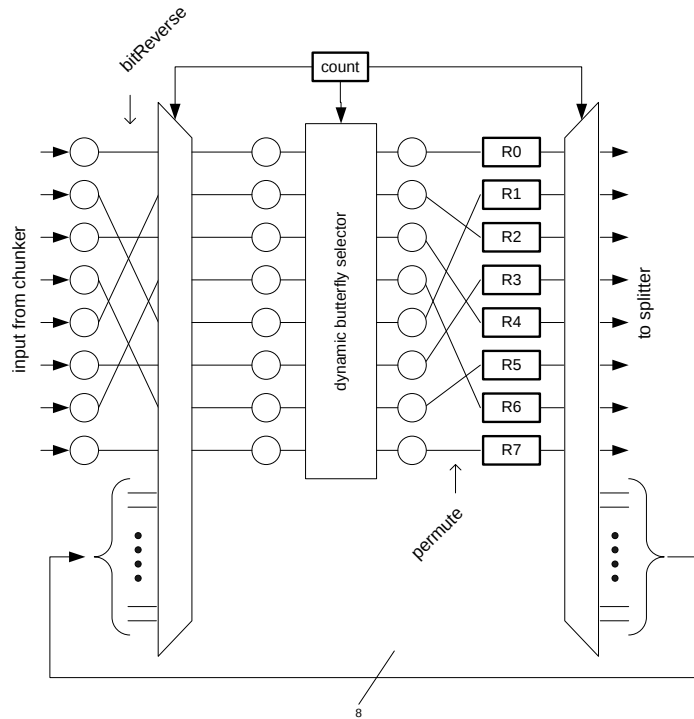 bitReverse
count
input from chunker
dynamic butterfly selector
R0
R1
R2
R3
R4
R5
R6
R7
to splitter
permute
8